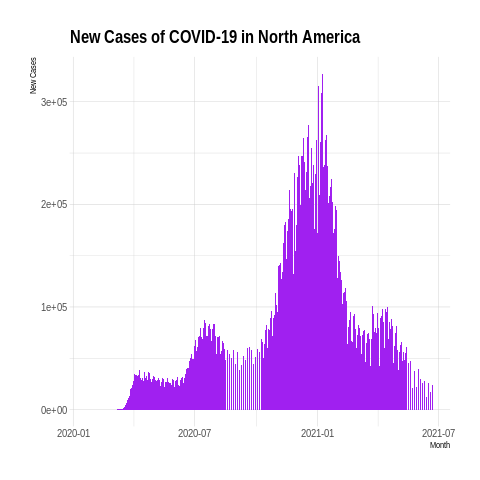 New Cases of COVID-19 in North America
New Cases
3e+05
2e+05
1e+05
0e+00
2020-01 2020-07 2021-01 2021-07
Month